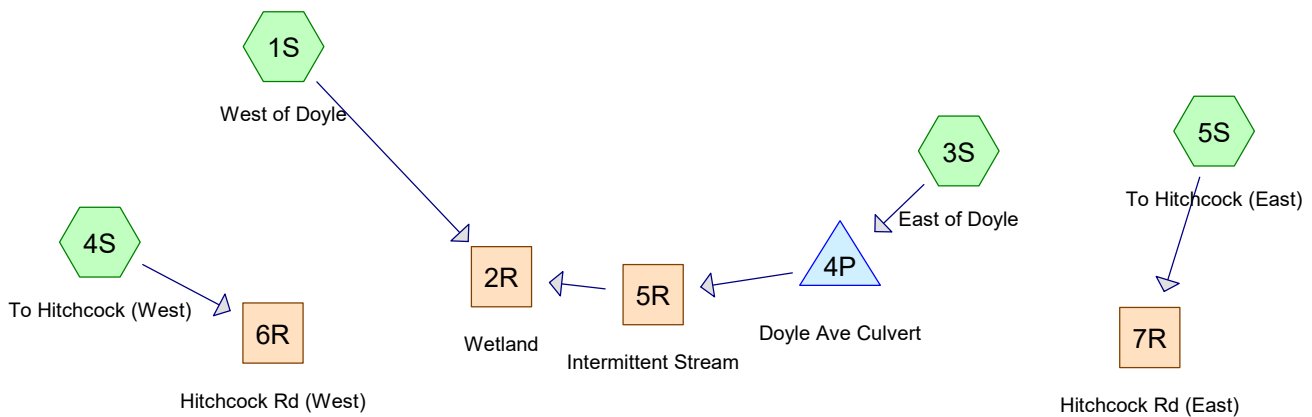 1S
West of Doyle
3S
East of Doyle
5S
To Hitchcock (East)
4S
To Hitchcock (West)
2R
Wetland
5R
Intermittent Stream
4P
Doyle Ave Culvert
6R
Hitchcock Rd (West)
7R
Hitchcock Rd (East)